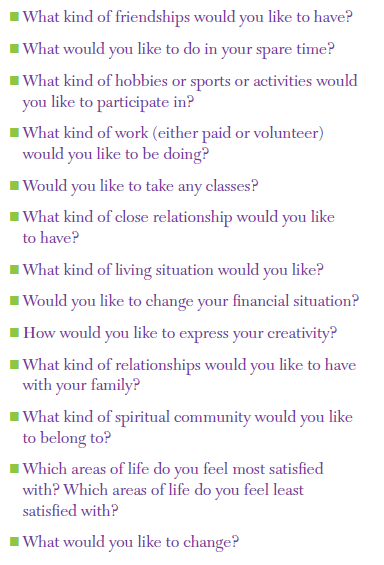 What kind of friendships would you like to have?
What would you like to do in your spare time?
What kind of hobbies or sports or activities would
you like to participate in?
What kind of work (either paid or volunteer)
would you like to be doing?
Would you like to take any classes?
What kind of close relationship would you like
to have?
What kind of living situation would you like?
Would you like to change your financial situation?
How would you like to express your creativity?
What kind of relationships would you like to have
with your family?
What kind of spiritual community would you like
to belong to?
Which areas of life do you feel most satisfied
with? Which areas of life do you feel least
satisfied with?
What would you like to change?